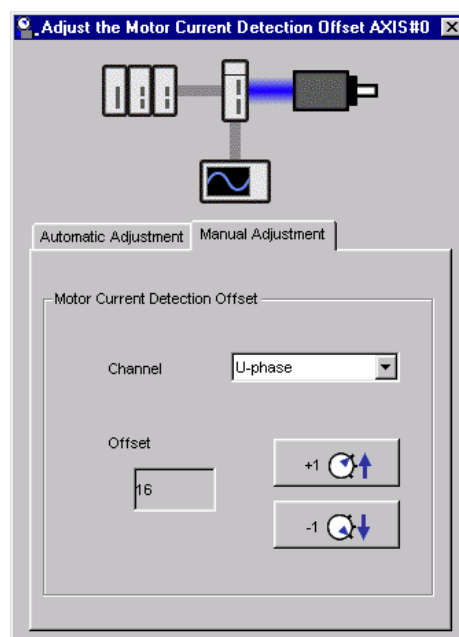 Adjust the Motor Current Detection Offset AXIS#0
Automatic Adjustment Manual Adjustment
Motor Current Detection Offset
Channel U-phase
Offset
16
+1
-1